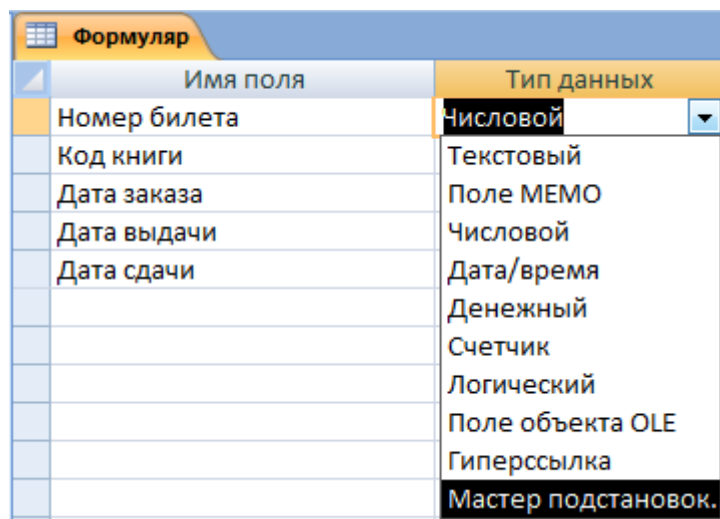 Формуляр
Имя поля Тип данных
Номер билета Числовой
Код книги Текстовый
Дата заказа Поле МЕМО
Дата выдачи Числовой
Дата сдачи Дата/время
Денежный
Счетчик
Логический
Поле объекта OLE
Гиперссылка
Мастер подстановок.